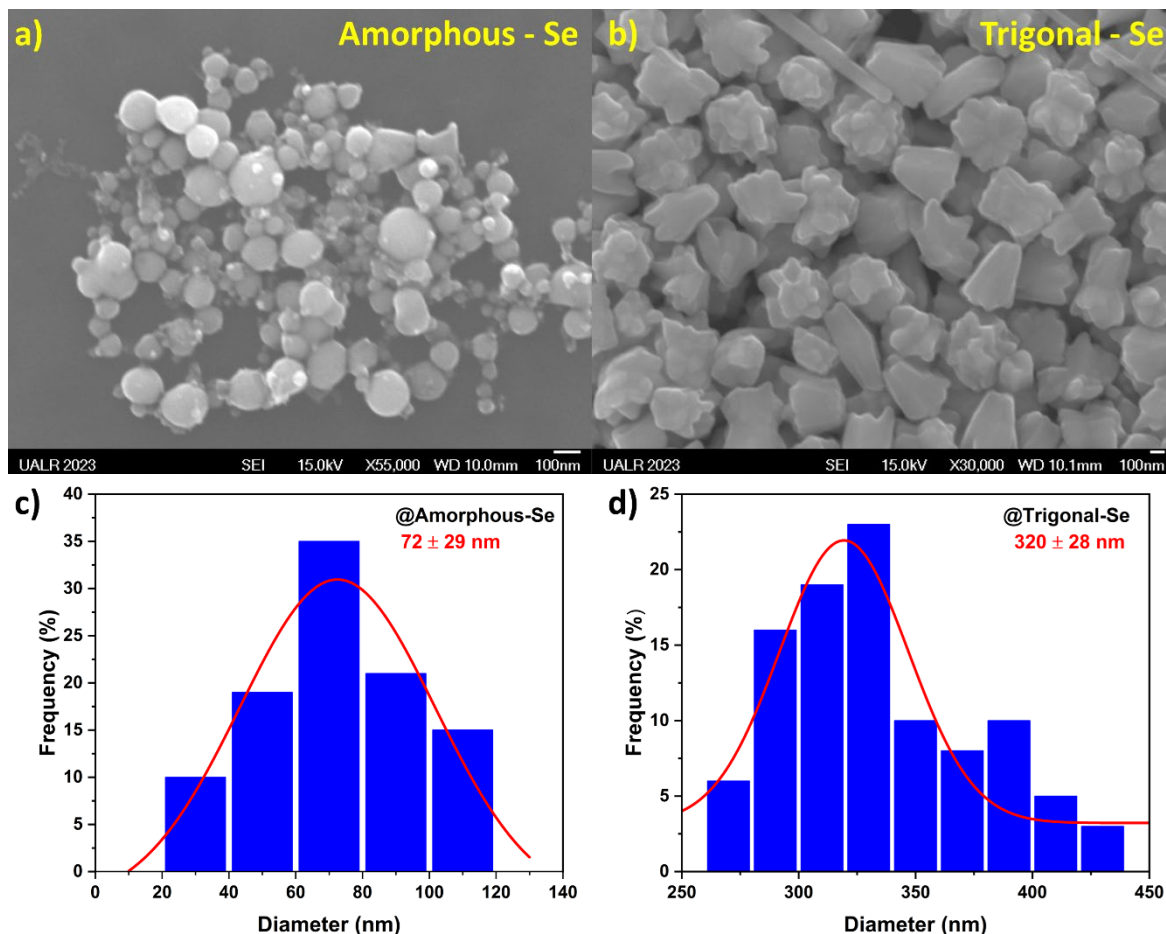 a) Amorphous - Se
b) Trigonal - Se
UALR 2023 SEI 15.0kV X55,000 WD 10.0mm 100nm
UALR 2023 SEI 15.0kV X30,000 WD 10.1mm 100nm
c)
@Amorphous-Se
72 ± 29 nm
Frequency (%)
40
35
30
25
20
15
10
5
0
0 20 40 60 80 100 120 140
Diameter (nm)
d)
@Trigonal-Se
320 ± 28 nm
Frequency (%)
25
20
15
10
5
0
250 300 350 400 450
Diameter (nm)